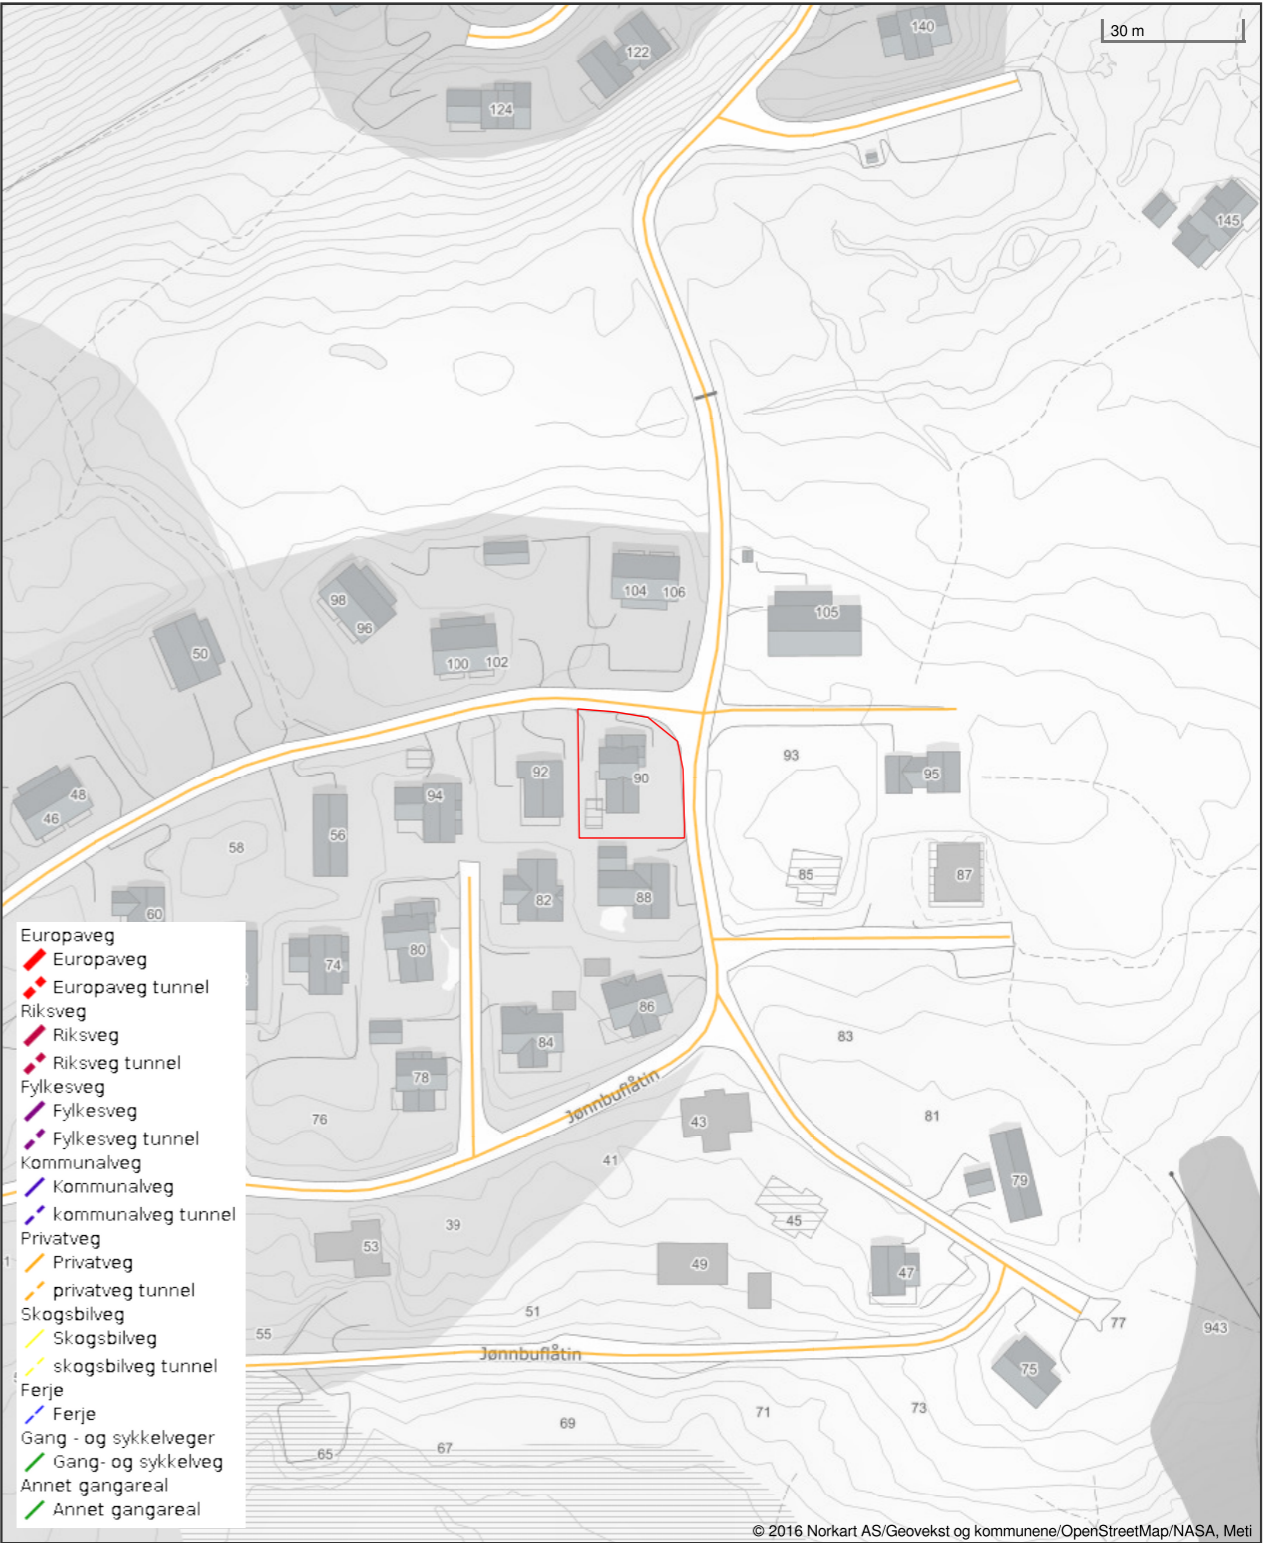 30 m
140
122
124
145
98
96
104 106
105
50
100 102
93
92
90
95
48
94
46
56
58
85
87
82
88
60
80
74
86
83
84
78
Jønnbuflåtin
76
81
43
41
79
45
39
53
49
47
51
77
943
55
Jønnbuflåtin
75
73
71
69
67
65
Europaveg
Europaveg
Europaveg tunnel
Riksveg
Riksveg
Riksveg tunnel
Fylkesveg
Fylkesveg
Fylkesveg tunnel
Kommunalveg
Kommunalveg
kommunalveg tunnel
Privatveg
Privatveg
privatveg tunnel
Skogsbilveg
Skogsbilveg
skogsbilveg tunnel
Ferje
Ferje
Gang - og sykkelveger
Gang- og sykkelveg
Annet gangareal
Annet gangareal
© 2016 Norkart AS/Geovekst og kommunene/OpenStreetMap/NASA, Meti